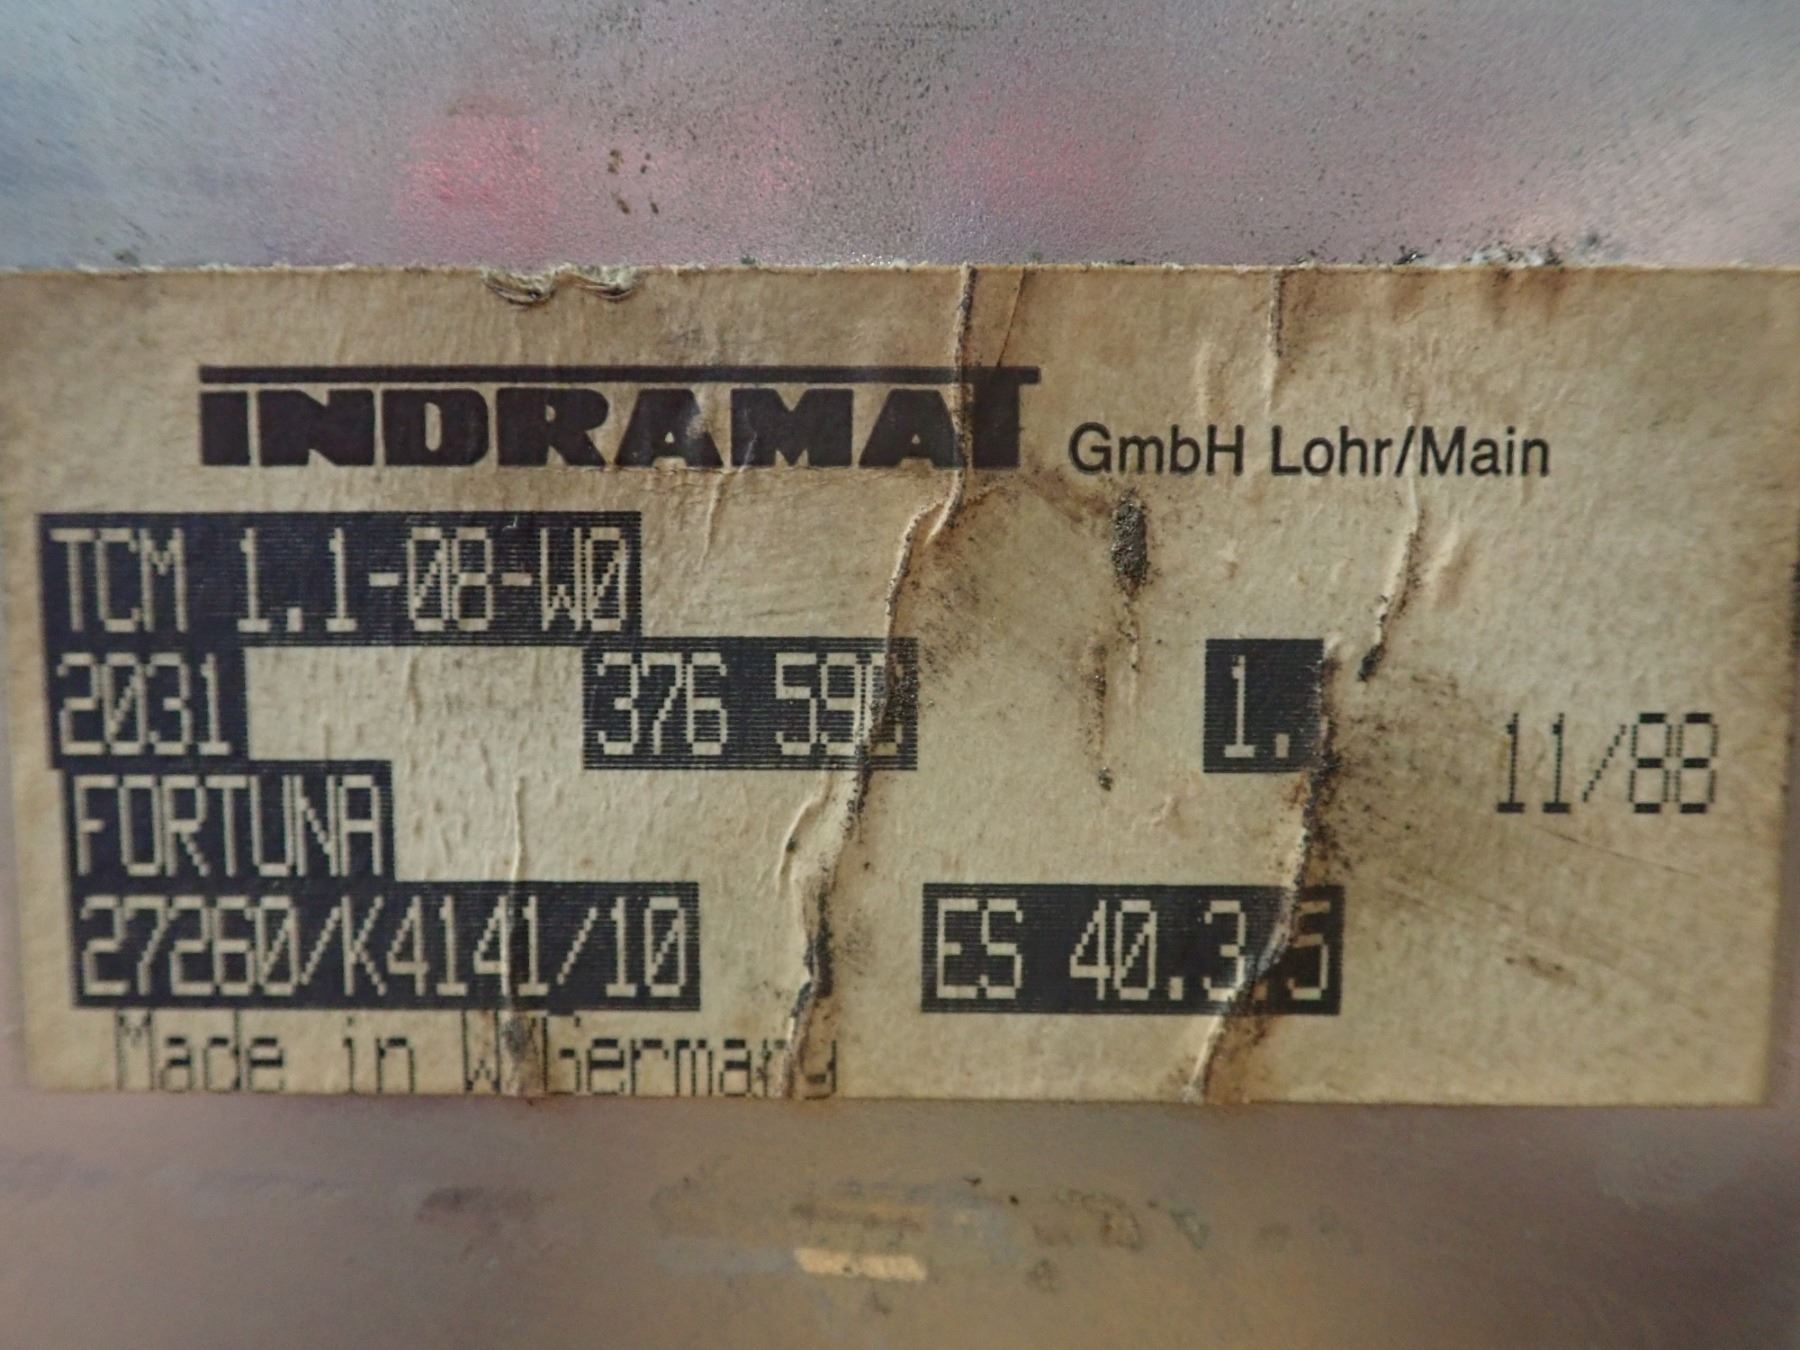 INDRAMAT GmbH Lohr/Main
TCM 1.1-08-W0
2031 376 1. 11/88
FORTUNA
27260/K4141/10 ES 40.3.5
Made in W.Germany